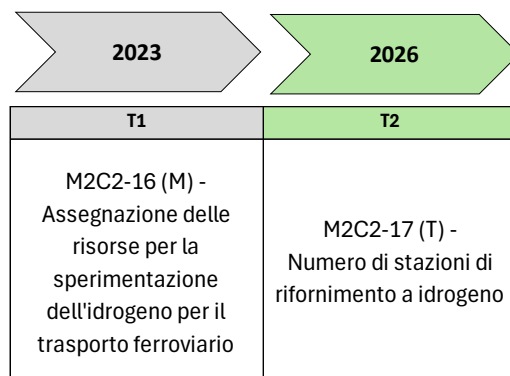 2023
2026
T1
T2
M2C2-16 (M) -
Assegnazione delle
risorse per la
sperimentazione
dell'idrogeno per il
trasporto ferroviario
M2C2-17 (T) -
Numero di stazioni di
rifornimento a idrogeno